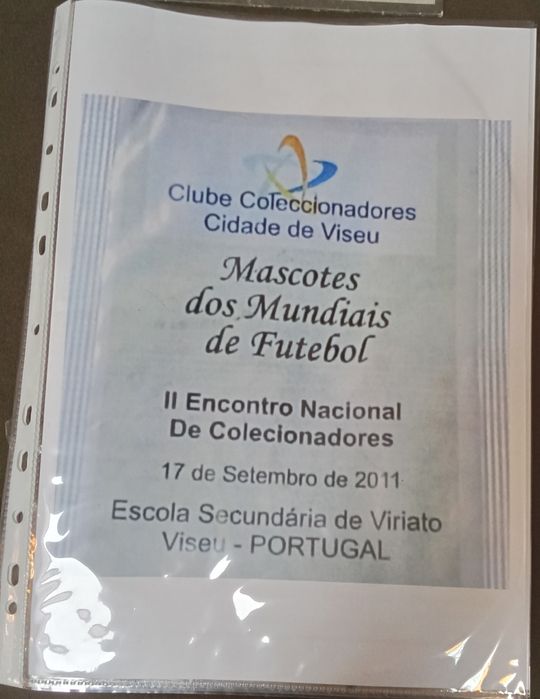 Clube Coleccionadores
Cidade de Viseu
Mascotes
dos Mundiais
de Futebol
II Encontro Nacional
De Colecionadores
17 de Setembro de 2011
Escola Secundária de Viriato
Viseu - PORTUGAL